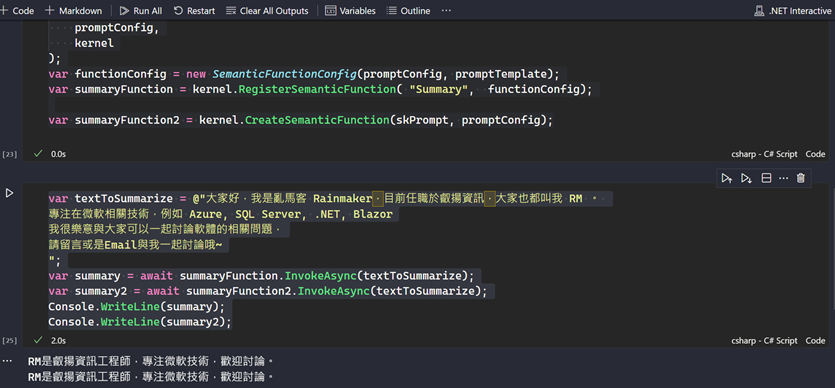 Code + Markdown Run All Restart Clear All Outputs Variables Outline ... .NET Interactive
promptConfig,
kernel
);
var functionConfig = new SemanticFunctionConfig(promptConfig, promptTemplate);
var summaryFunction = kernel.RegisterSemanticFunction( "Summary", functionConfig);
var summaryFunction2 = kernel.CreateSemanticFunction(skPrompt, promptConfig);
[23] 0.0s csharp - C# Script Code
var textToSummarize = @"大家好，我是亂馬客 Rainmaker，目前任職於叡揚資訊，大家也都叫我 RM 。
專注在微軟相關技術，例如 Azure, SQL Server, .NET, Blazor
我很樂意與大家可以一起討論軟體的相關問題，
請留言或是Email與我一起討論哦~
";
var summary = await summaryFunction.InvokeAsync(textToSummarize);
var summary2 = await summaryFunction2.InvokeAsync(textToSummarize);
Console.WriteLine(summary);
Console.WriteLine(summary2);
[25] 2.0s csharp - C# Script Code
RM是叡揚資訊工程師，專注微軟技術，歡迎討論。
RM是叡揚資訊工程師，專注微軟技術，歡迎討論。